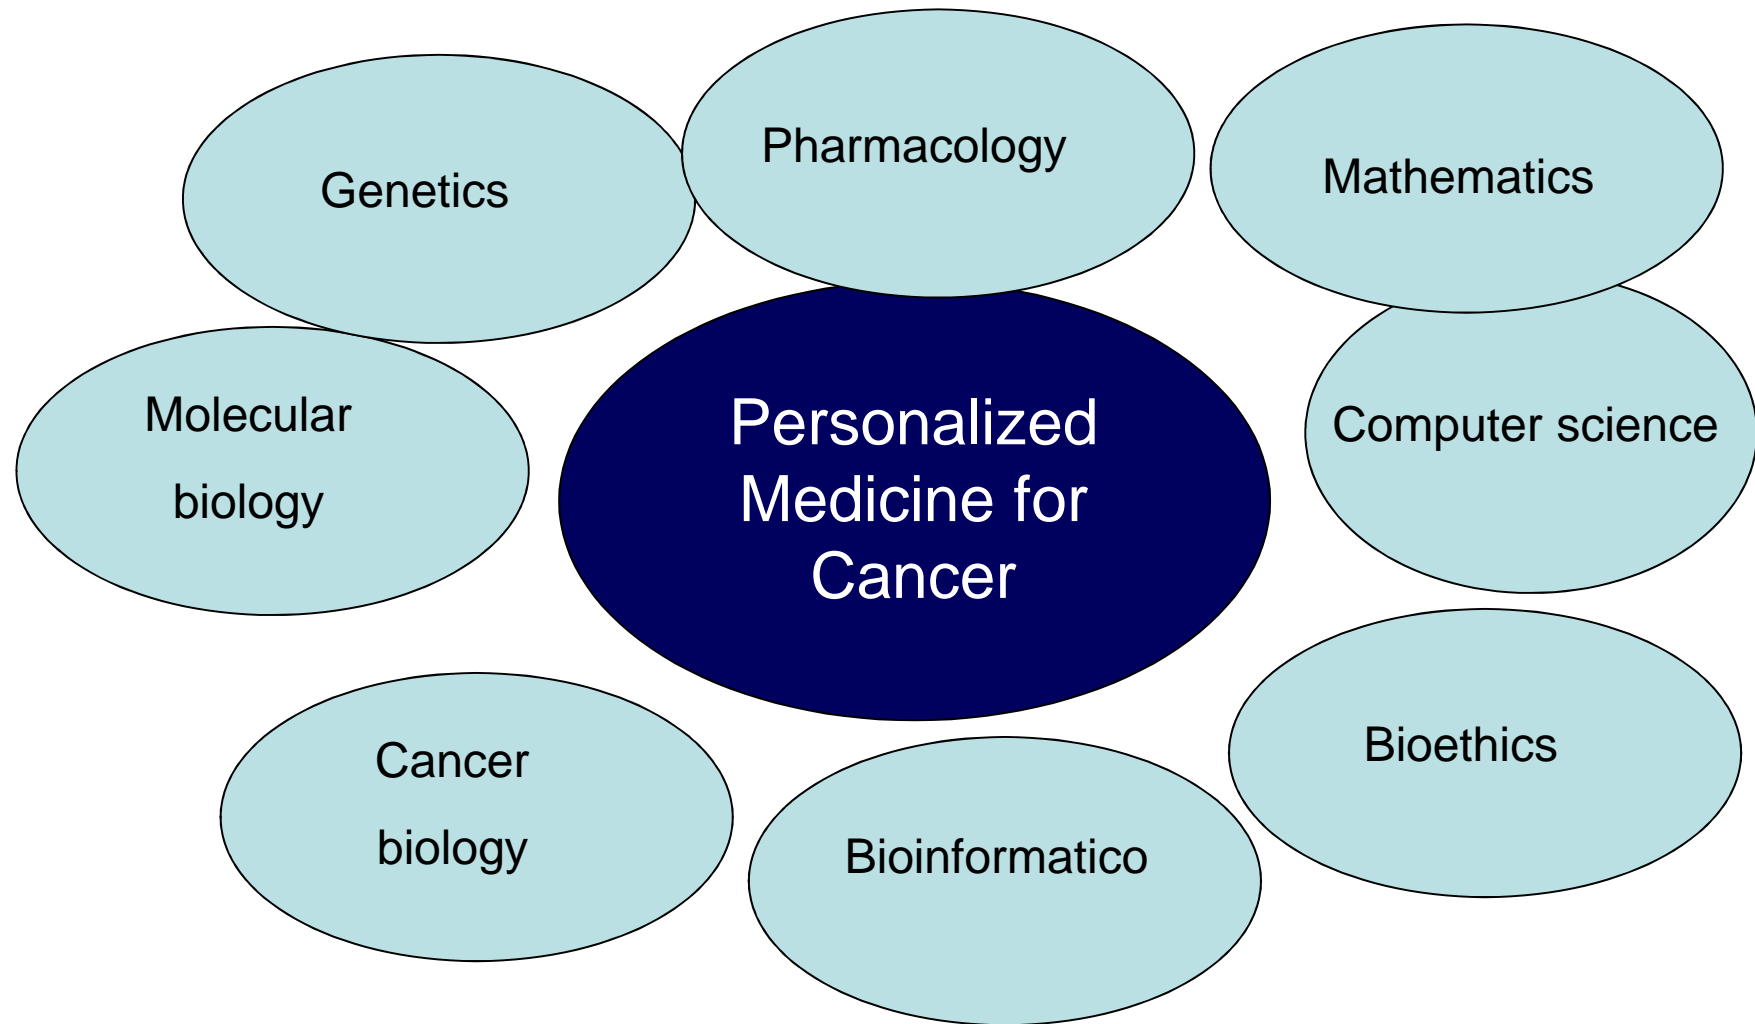 Pharmacology
Genetics
Mathematics
Molecular
biology
Personalized
Medicine for
Cancer
Computer science
Cancer
biology
Bioinformatico
Bioethics